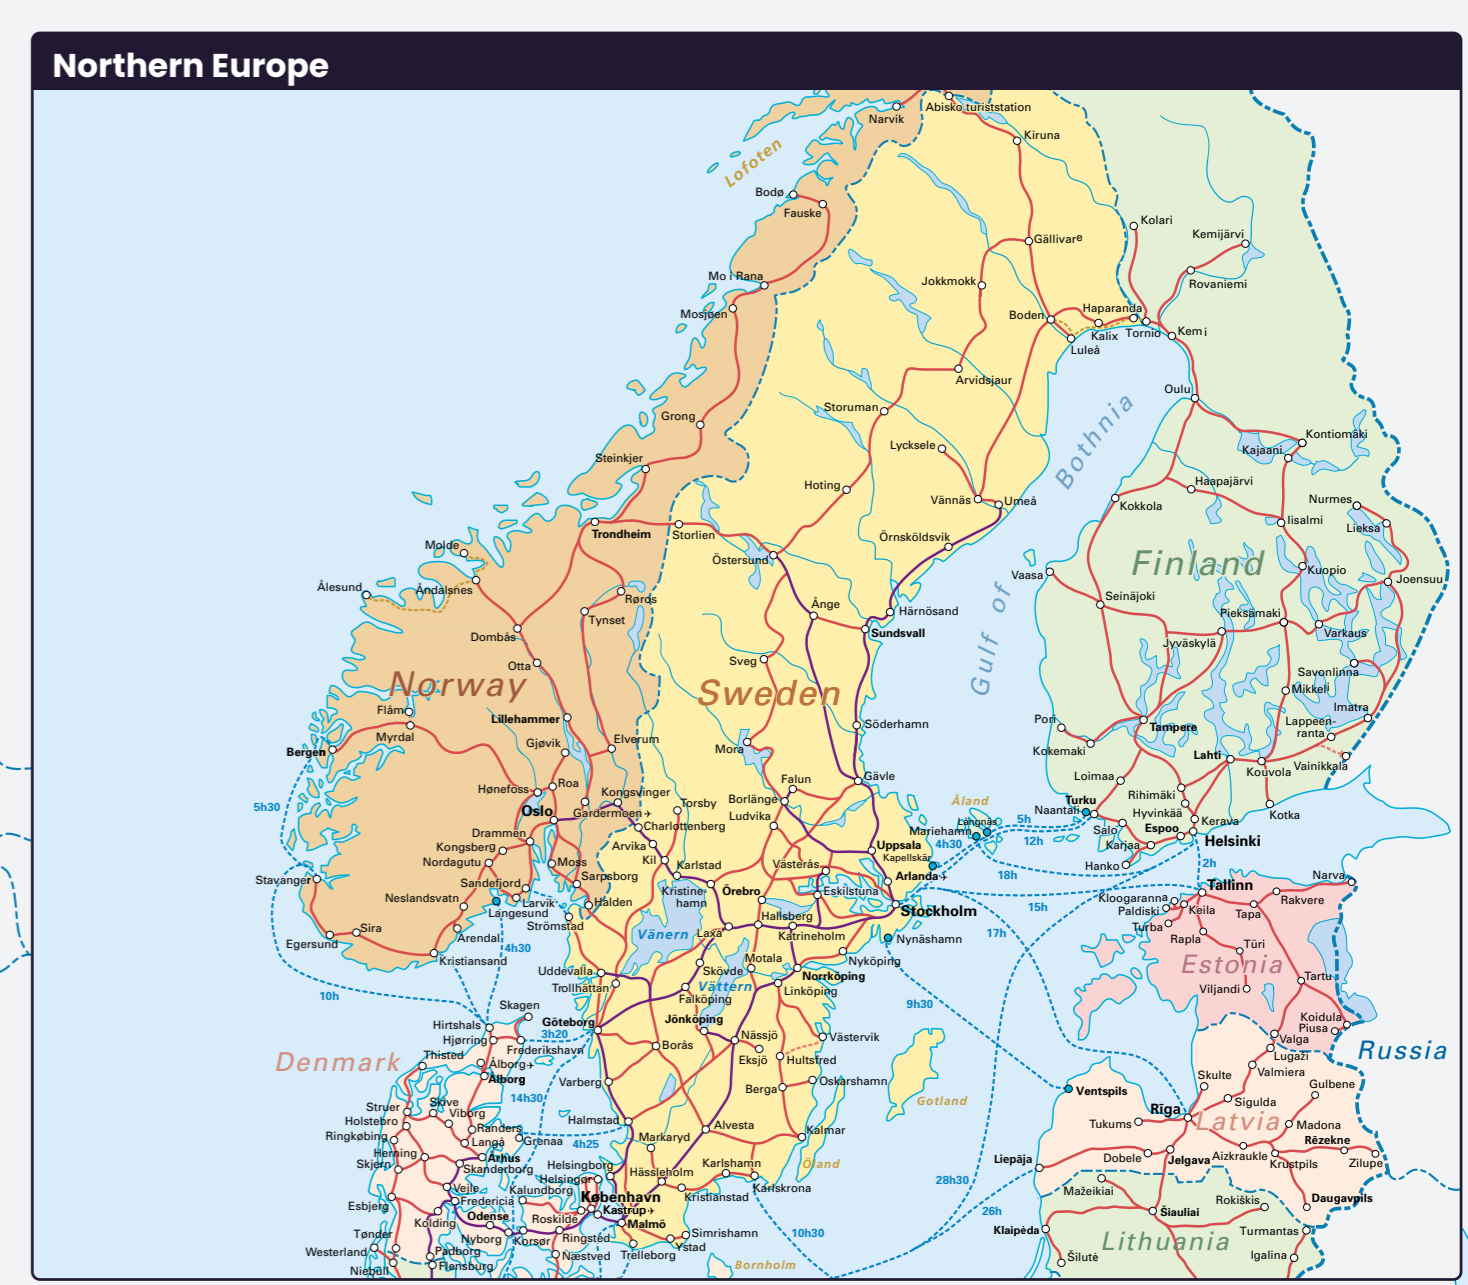 Northern Europe
Abisko turiststation
Narvik
Kiruna
Lofoten
Bodø
Fauske
Kolari
Kemijärvi
Gällivare
Mo i Rana
Jokkmokk
Rovaniemi
Mosjøen
Boden
Haparanda
Kalix
Tornio
Kemi
Luleå
Arvidsjaur
Oulu
Storuman
Grong
Bothnia
Kontiomäki
Kajaani
Lycksele
Steinkjer
Hoting
Haapajärvi
Vännäs
Umeå
Kokkola
Nurmes
Iisalmi
Lieksa
Trondheim
Storlien
Örnsköldsvik
Molde
Östersund
Finland
Kuopio
Joensuu
Vaasa
Ålesund
Åndalsnes
Røros
Ånge
Härnösand
Gulf of
Seinäjoki
Pieksämaki
Tynset
Dombås
Sundsvall
Varkaus
Jyväskylä
Otta
Sveg
Savonlinna
Norway
Sweden
Mikkeli
Imatra
Flåm
Lillehammer
Söderhamn
Pori
Tampere
Lappeen-
ranta
Myrdal
Bergen
Gjøvik
Elverum
Mora
Kokemaki
Lahti
Kouvola
Vainikkala
Gävle
Loimaa
Hønefoss
Roa
Kongsvinger
Falun
Borlänge
Rihimäki
5h30
Oslo
Gardermoen
Torsby
Ludvika
Åland
Turku
Naantali
Hyvinkää
Kotka
Långnäs
5h
Kerava
Drammen
Charlottenberg
Mariehamn
Salo
Espoo
Helsinki
Kongsberg
Arvika
Uppsala
4h30
12h
Karjaa
Nordagutu
Moss
Kil
Karlstad
Västerås
Kapellskär
Hanko
2h
Stavanger
Sandefjord
Sarpsborg
Arlanda
18h
Narva
Tallinn
Neslandsvatn
Larvik
Halden
Kristine-
hamn
Örebro
Eskilstuna
Kloogaranna
Rakvere
Langesund
Stockholm
15h
Paldiski
Keila
Tapa
Strömstad
Hallsberg
Turba
Sira
Arendal
Vänern
Laxa
Katrineholm
Nynäshamn
17h
Rapla
Türi
Egersund
4h30
Kristiansand
Motala
Nyköping
Estonia
Uddevalla
Skövde
Norrköping
Tartu
Trollhättan
Vättern
Linköping
Viljandi
10h
Falköping
Skagen
9h30
Göteborg
Jönköping
Koidula
Hirtshals
Piusa
Hjørring
3h20
Nässjö
Västervik
Valga
Frederikshavn
Borås
Eksjö
Hultsfred
Lugaži
Russia
Denmark
Thisted
Ålborg
Valmiera
Ålborg
Varberg
Berga
Oskarshamn
Skulte
Gulbene
Ventspils
14h30
Gotland
Struer
Skive
Riga
Sigulda
Holstebro
Viborg
Halmstad
Tukums
Latvia
Madona
Ringkøbing
Randers
Alvesta
Kalmar
Langå
Grenaa
4h25
Markaryd
Rēzekne
Herning
Århus
Liepāja
Dobele
Jelgava
Aizkraukle
Krustpils
Zilupe
Skjern
Skanderborg
Helsingborg
Hässleholm
Karlshamn
Öland
Helsingør
28h30
Vejle
Kalundborg
København
Kristianstad
Karlskrona
Mažeikiai
Esbjerg
Fredericia
Rokiškis
Daugavpils
Kastrup
26h
Šiauliai
Kolding
Odense
Roskilde
Malmö
Klaipėda
Turmantas
Tønder
Nyborg
Korsør
Ringsted
Simrishamn
10h30
Lithuania
Westerland
Padborg
Næstved
Trelleborg
Ystad
Šilutė
Igalina
Niebüll
Flensburg
Bornholm